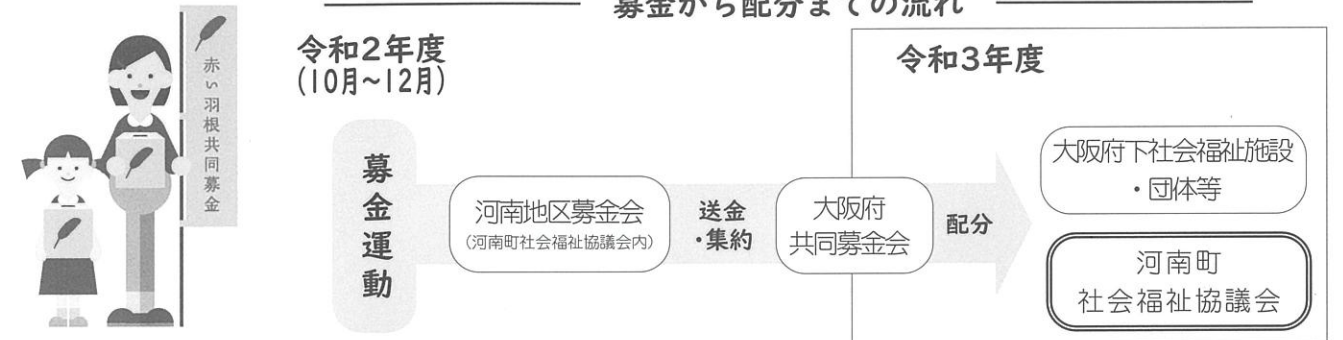 募金から配分までの流れ
令和2年度
(10月~12月)
令和3年度
赤い羽根共同募金
募金運動
河南地区募金会
(河南町社会福祉協議会内)
送金
・集約
大阪府
共同募金会
配分
大阪府下社会福祉施設
・団体等
河南町
社会福祉協議会